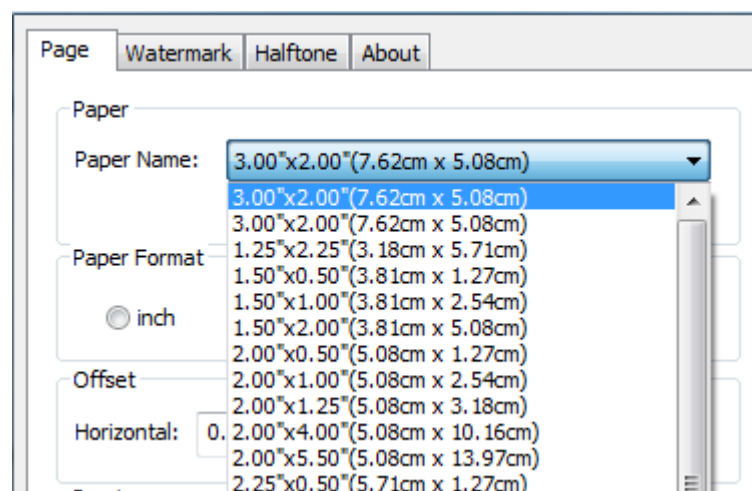 Page Watermark Halftone About
Paper
Paper Name: 3.00"x2.00"(7.62cm x 5.08cm)
3.00"x2.00"(7.62cm x 5.08cm)
3.00"x2.00"(7.62cm x 5.08cm)
1.25"x2.25"(3.18cm x 5.71cm)
Paper Format
1.50"x0.50"(3.81cm x 1.27cm)
1.50"x1.00"(3.81cm x 2.54cm)
inch
1.50"x2.00"(3.81cm x 5.08cm)
2.00"x0.50"(5.08cm x 1.27cm)
Offset
2.00"x1.00"(5.08cm x 2.54cm)
2.00"x1.25"(5.08cm x 3.18cm)
Horizontal: 0.
2.00"x4.00"(5.08cm x 10.16cm)
2.00"x5.50"(5.08cm x 13.97cm)
2.25"x0.50"(5.71cm x 1.27cm)